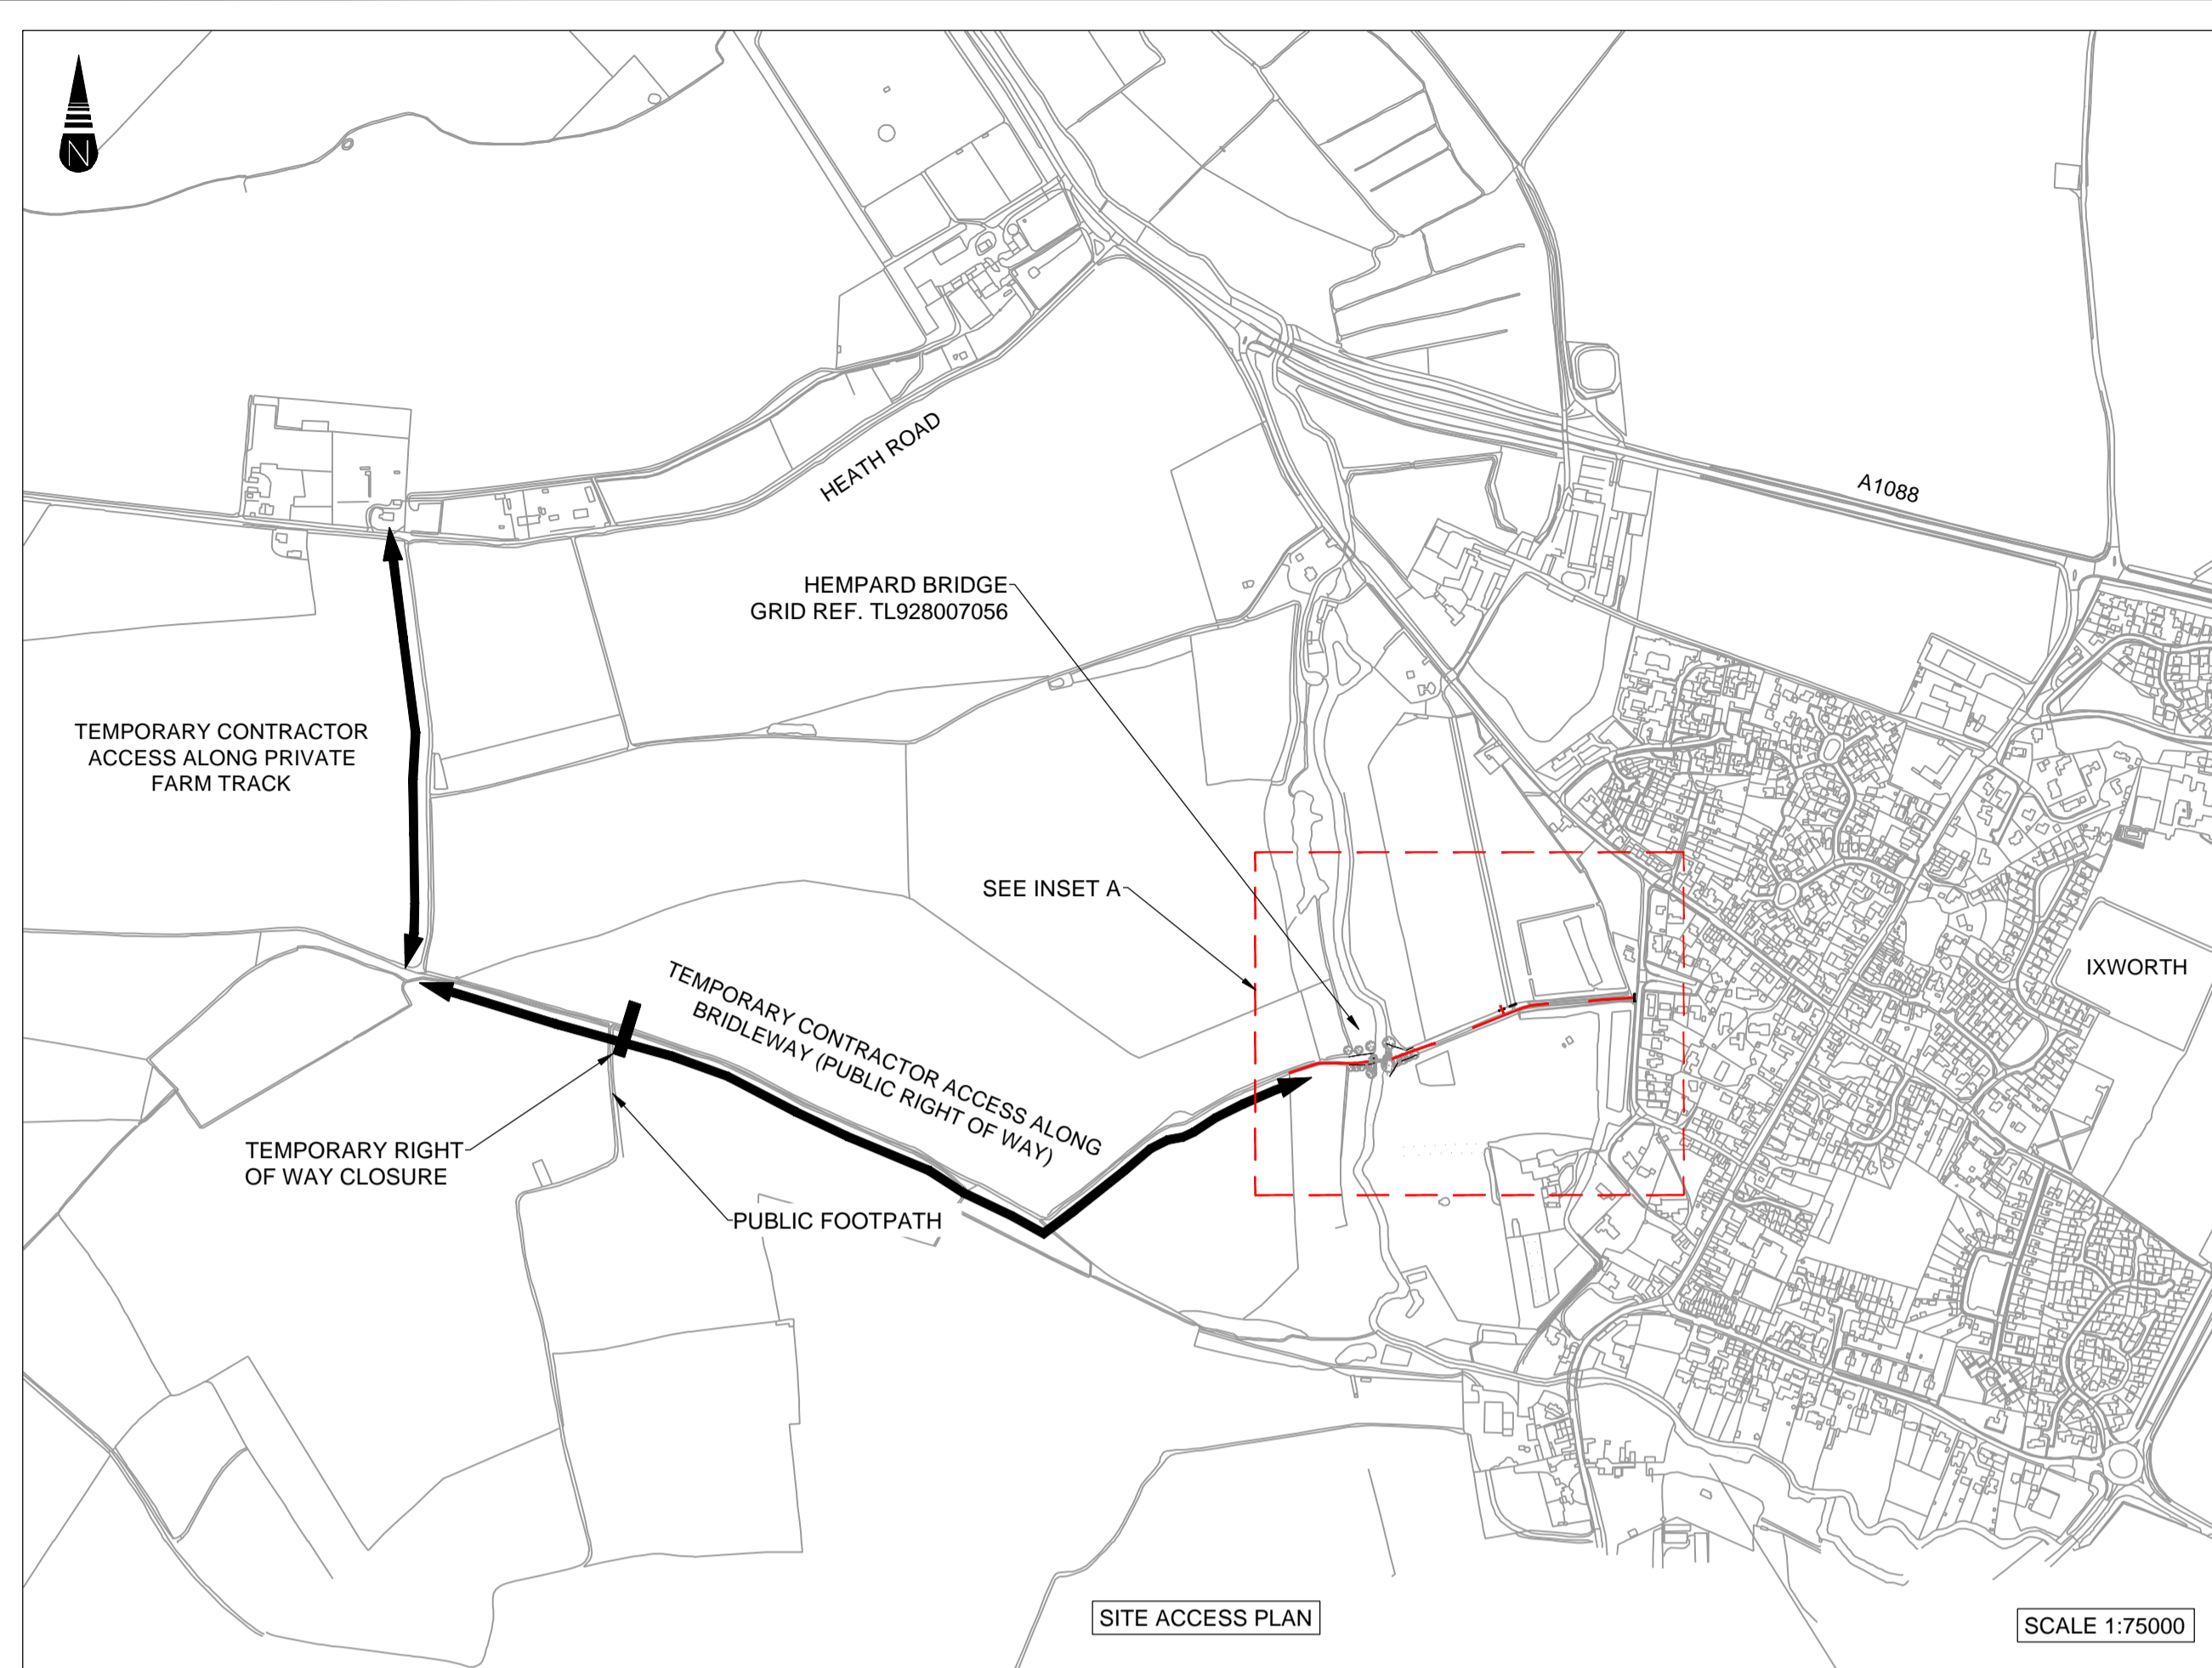 N
HEATH ROAD
A1088
HEMPARD BRIDGE
GRID REF. TL928007056
TEMPORARY CONTRACTOR
ACCESS ALONG PRIVATE
FARM TRACK
SEE INSET A
IXWORTH
TEMPORARY CONTRACTOR ACCESS ALONG
BRIDLEWAY (PUBLIC RIGHT OF WAY)
TEMPORARY RIGHT
OF WAY CLOSURE
PUBLIC FOOTPATH
SITE ACCESS PLAN
SCALE 1:75000